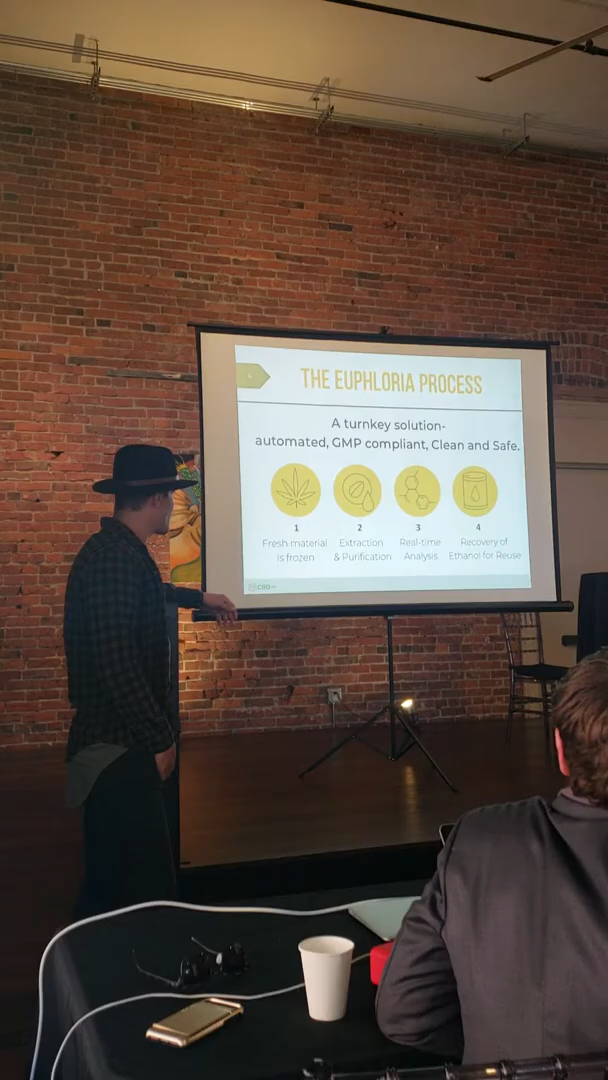 THE EUPHLORIA PROCESS
A turnkey solution-
automated, GMP compliant, Clean and Safe.
1
Fresh material
is frozen
2
Extraction
& Purification
3
Real-time
Analysis
4
Recovery of
Ethanol for Reuse